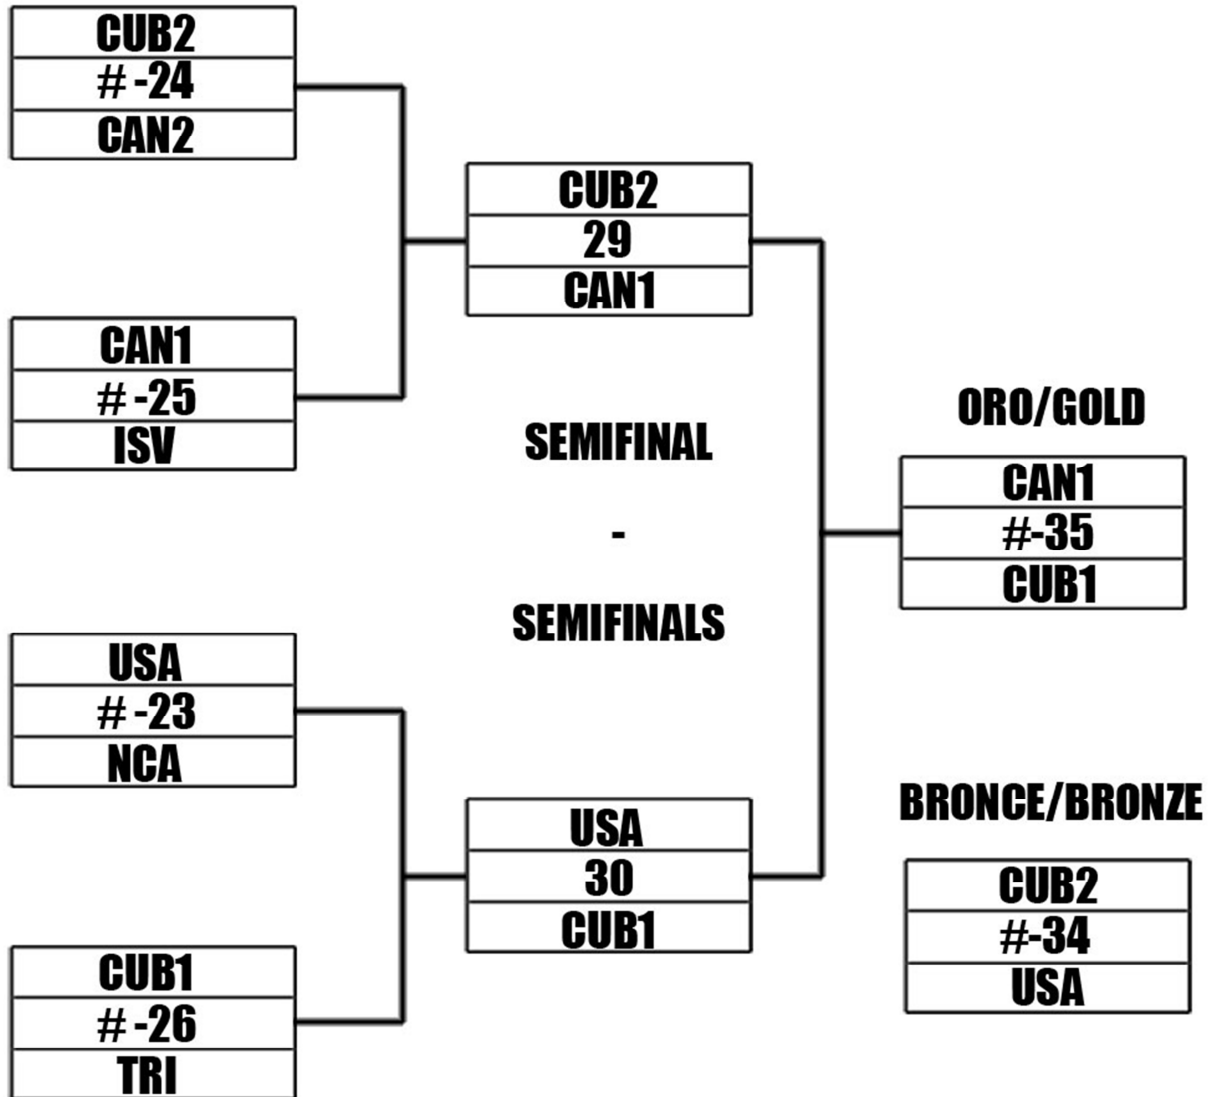 CUB2
# -24
CAN2
CUB2
29
CAN1
CAN1
# -25
ISV
ORO/GOLD
SEMIFINAL
-
SEMIFINALS
CAN1
#-35
CUB1
USA
# -23
NCA
BRONCE/BRONZE
USA
30
CUB1
CUB2
#-34
USA
CUB1
# -26
TRI